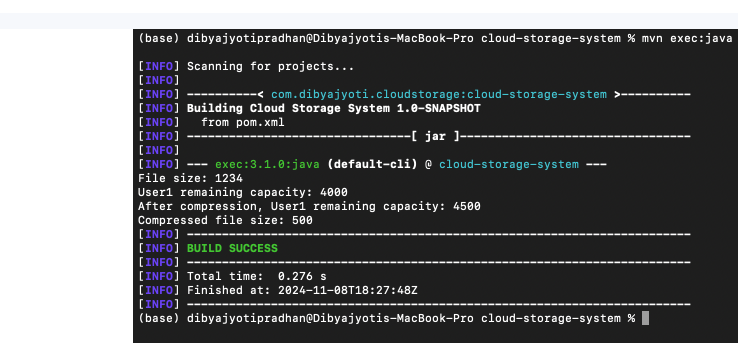 (base) dibyajyotipradhan@Dibyajyotis-MacBook-Pro cloud-storage-system % mvn exec:java
[INFO] Scanning for projects...
[INFO]
[INFO] ----------< com.dibyajyoti.cloudstorage:cloud-storage-system >----------
[INFO] Building Cloud Storage System 1.0-SNAPSHOT
[INFO]   from pom.xml
[INFO] --------------------------------[ jar ]---------------------------------
[INFO]
[INFO] --- exec:3.1.0:java (default-cli) @ cloud-storage-system ---
File size: 1234
User1 remaining capacity: 4000
After compression, User1 remaining capacity: 4500
Compressed file size: 500
[INFO] ------------------------------------------------------------------------
[INFO] BUILD SUCCESS
[INFO] ------------------------------------------------------------------------
[INFO] Total time:  0.276 s
[INFO] Finished at: 2024-11-08T18:27:48Z
[INFO] ------------------------------------------------------------------------
(base) dibyajyotipradhan@Dibyajyotis-MacBook-Pro cloud-storage-system %